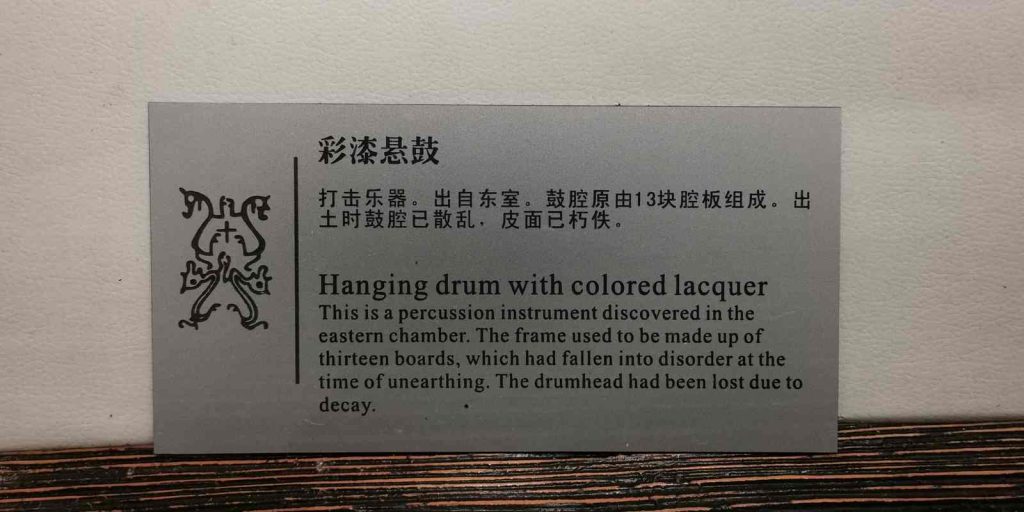 彩漆悬鼓
打击乐器。出自东室。鼓腔原由13块腔板组成。出
土时鼓腔已散乱，皮面已朽佚。
Hanging drum with colored lacquer
This is a percussion instrument discovered in the
eastern chamber. The frame used to be made up of
thirteen boards, which had fallen into disorder at the
time of unearthing. The drumhead had been lost due to
decay.